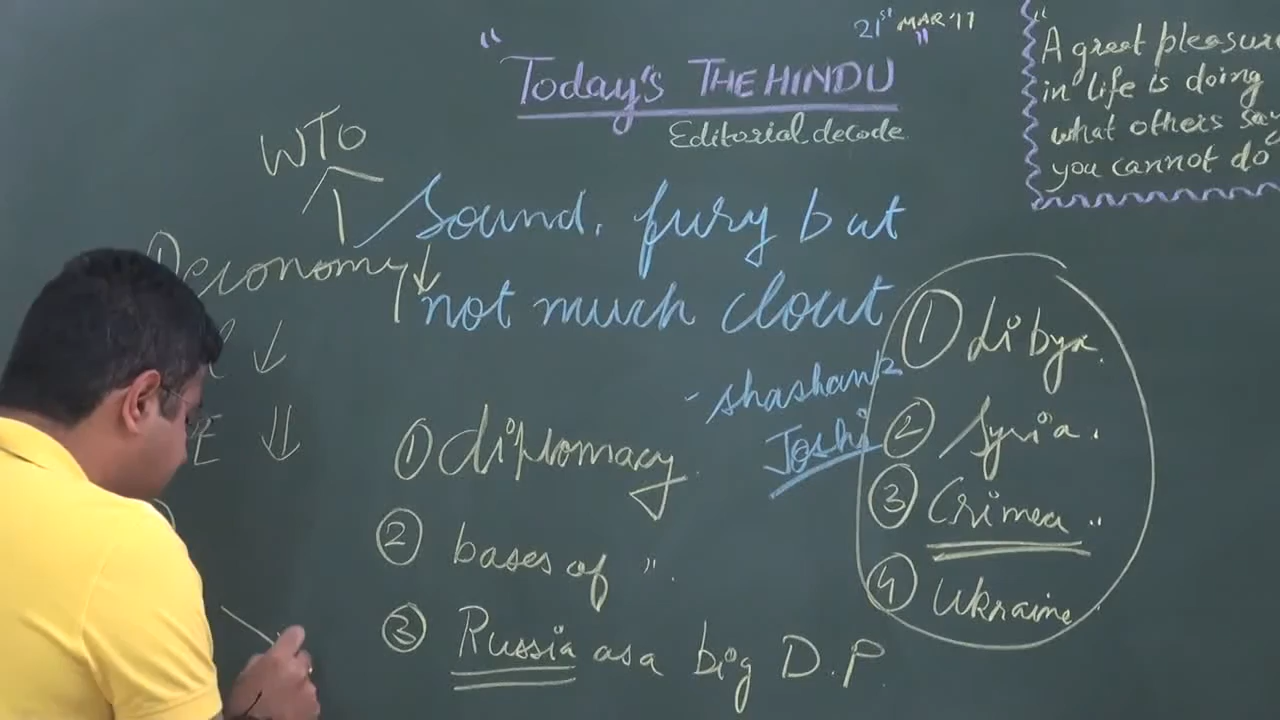 21st MAR '17
"Today's THE HINDU"
Editorial decode
"A great pleasure
in life is doing
what others say
you cannot do
WTO
Sound, fury but
not much clout
- Shashank
Joshi
① economy ↓
↓
↓↓
① diplomacy.
② bases of ".
③ Russia as a big D.P.
① Libya.
② Syria.
③ Crimea "
④ Ukraine